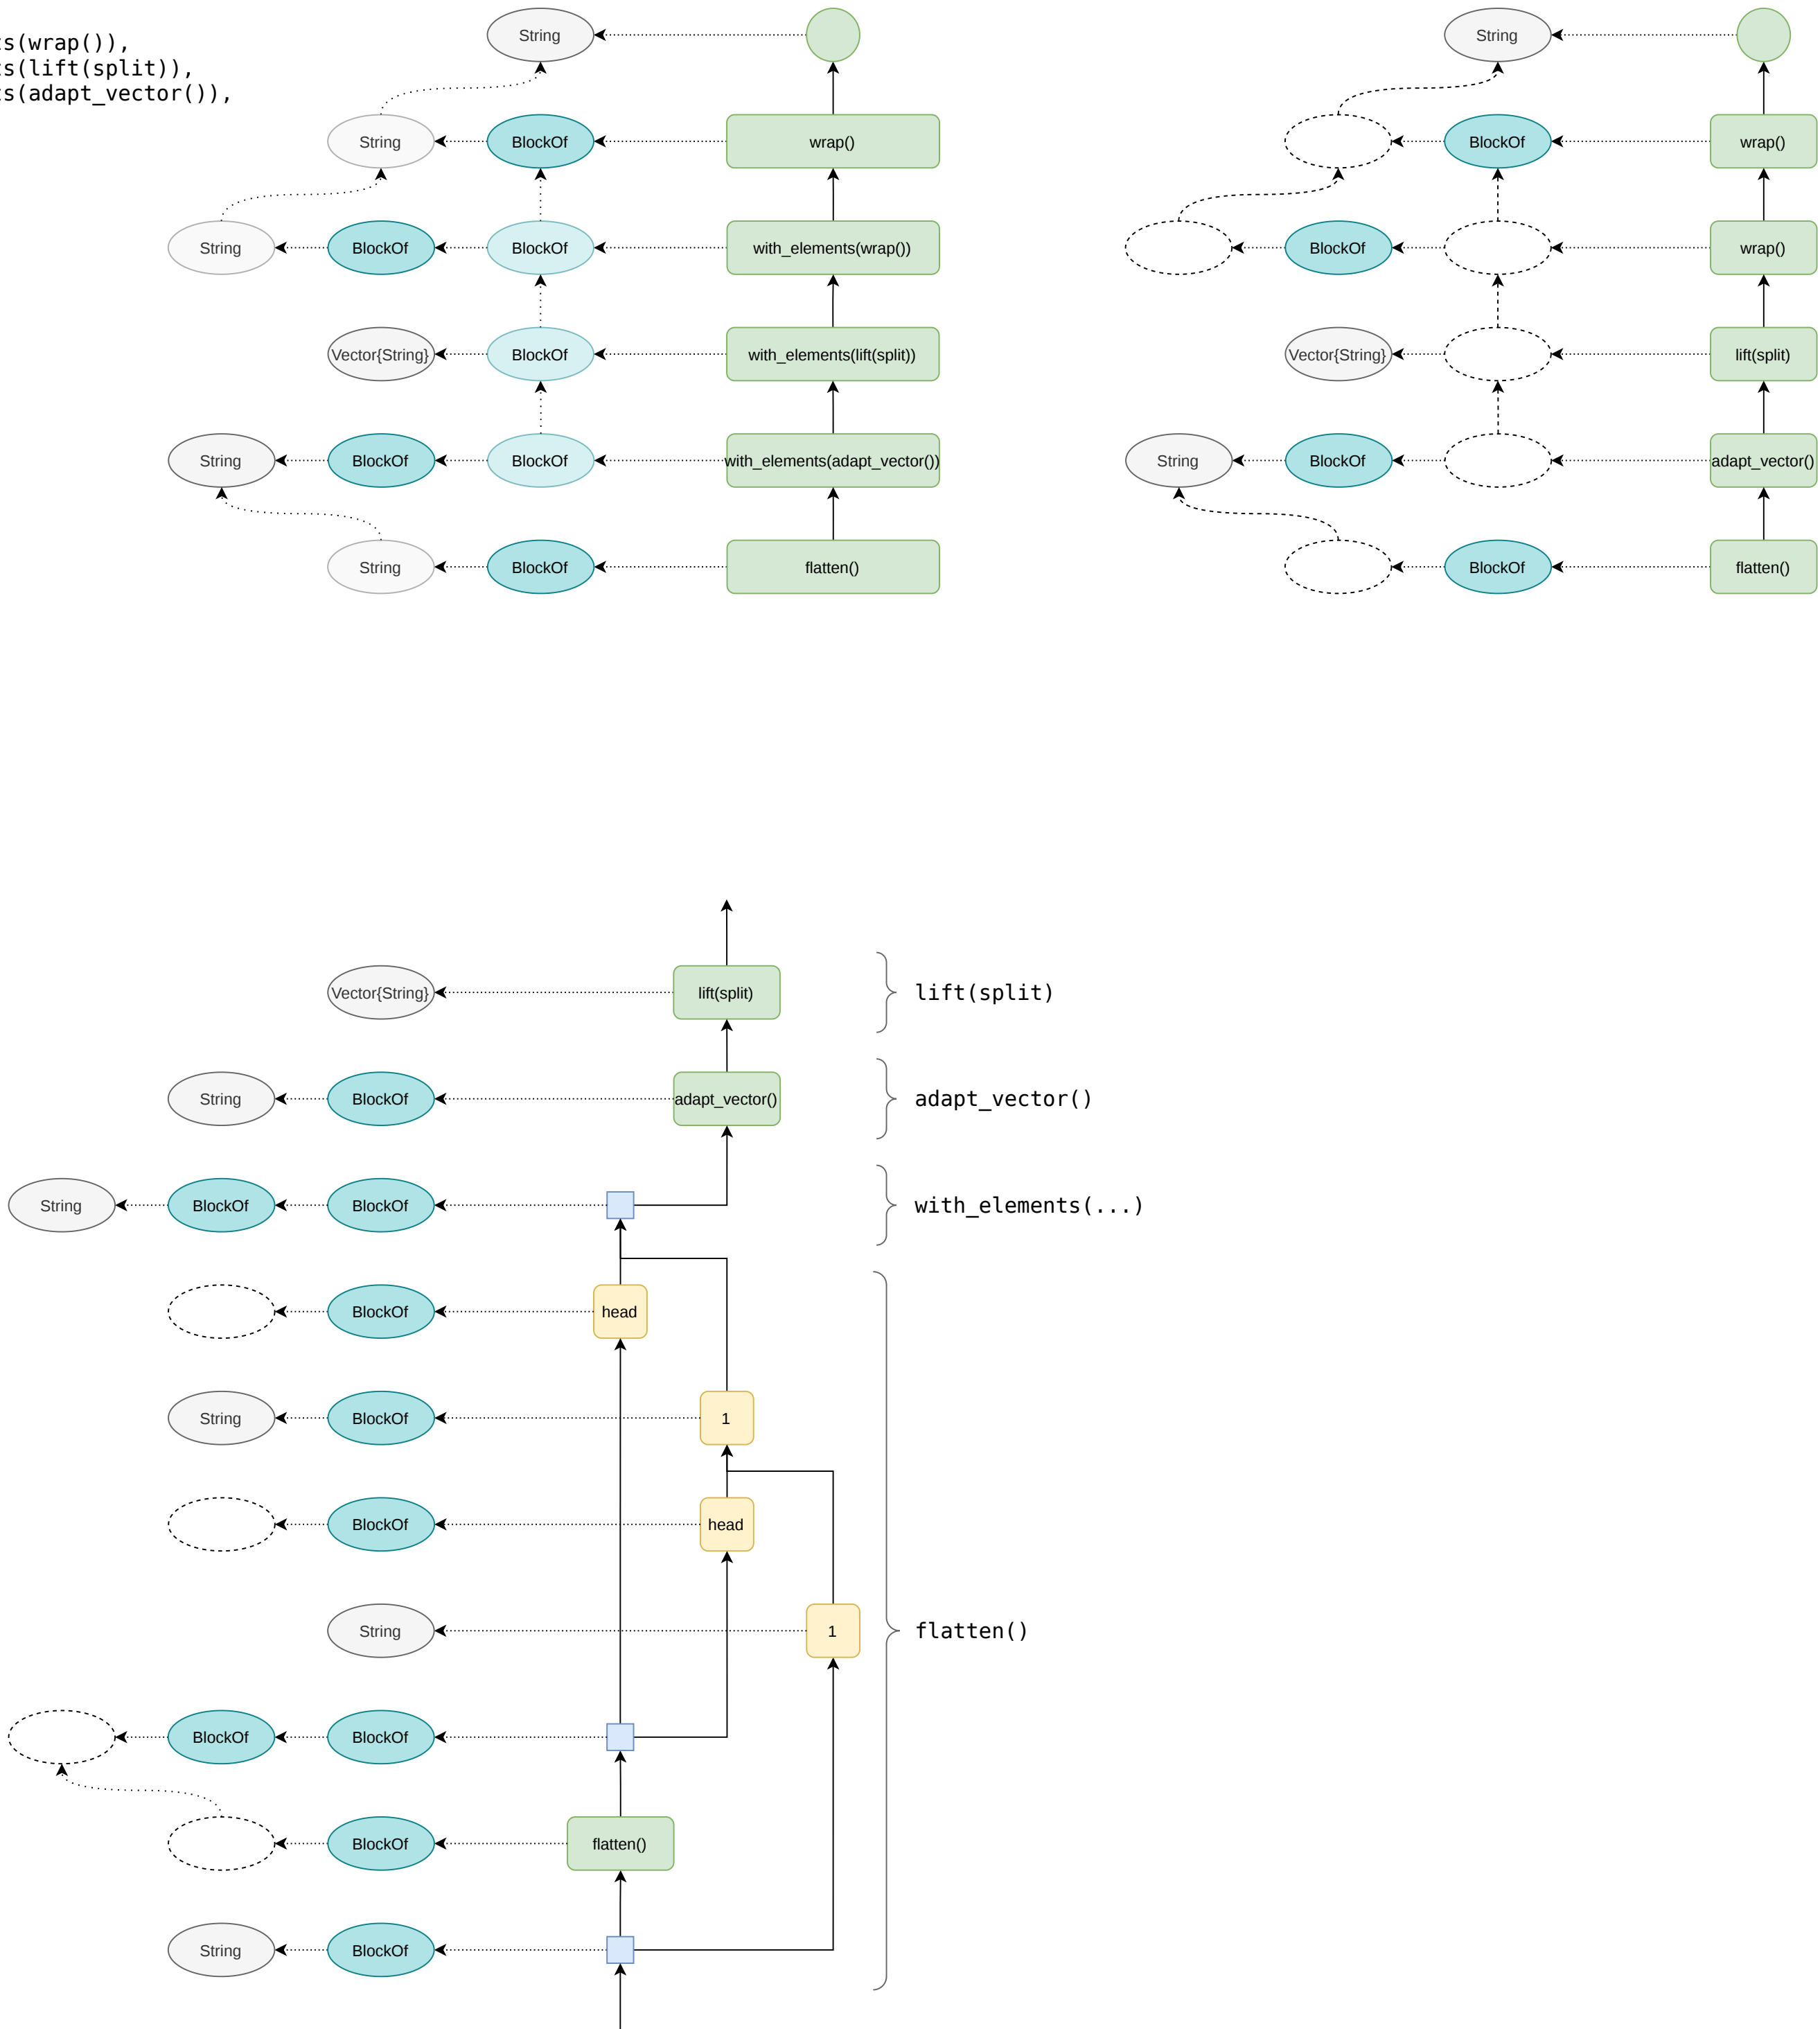 ts(wrap()),
ts(lift(split)),
ts(adapt_vector()),
String
String BlockOf wrap()
String BlockOf BlockOf with_elements(wrap())
Vector{String} BlockOf with_elements(lift(split))
String BlockOf BlockOf with_elements(adapt_vector())
String BlockOf flatten()
String
BlockOf wrap()
BlockOf wrap()
Vector{String} lift(split)
String BlockOf adapt_vector()
BlockOf flatten()
Vector{String} lift(split) lift(split)
String BlockOf adapt_vector() adapt_vector()
String BlockOf BlockOf with_elements(...)
BlockOf head
String BlockOf 1
BlockOf head
String 1 flatten()
BlockOf BlockOf
BlockOf flatten()
String BlockOf